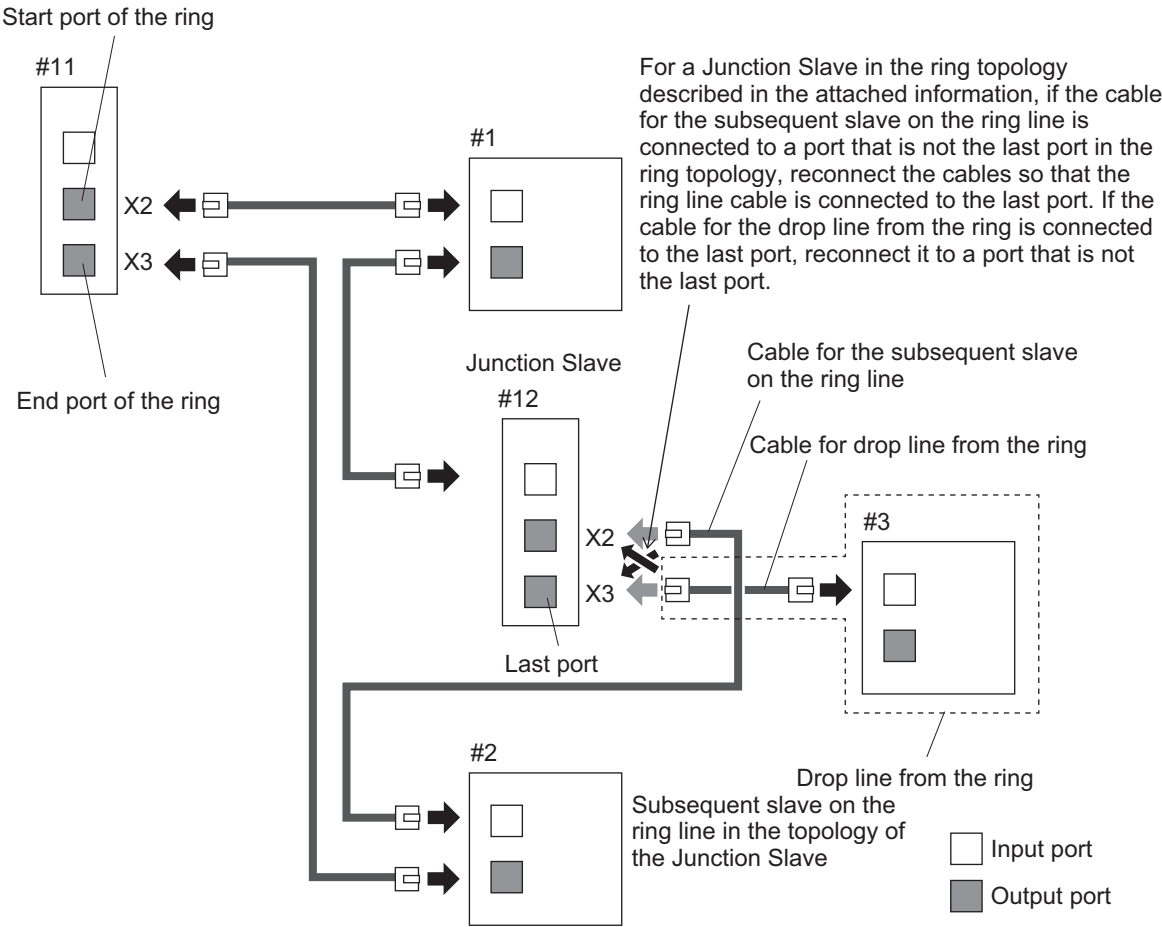 Start port of the ring
#11
X2
X3
End port of the ring
#1
For a Junction Slave in the ring topology
described in the attached information, if the cable
for the subsequent slave on the ring line is
connected to a port that is not the last port in the
ring topology, reconnect the cables so that the
ring line cable is connected to the last port. If the
cable for the drop line from the ring is connected
to the last port, reconnect it to a port that is not
the last port.
Junction Slave
#12
X2
X3
Last port
Cable for the subsequent slave
on the ring line
Cable for drop line from the ring
#3
Drop line from the ring
#2
Subsequent slave on the
ring line in the topology of
the Junction Slave
Input port
Output port